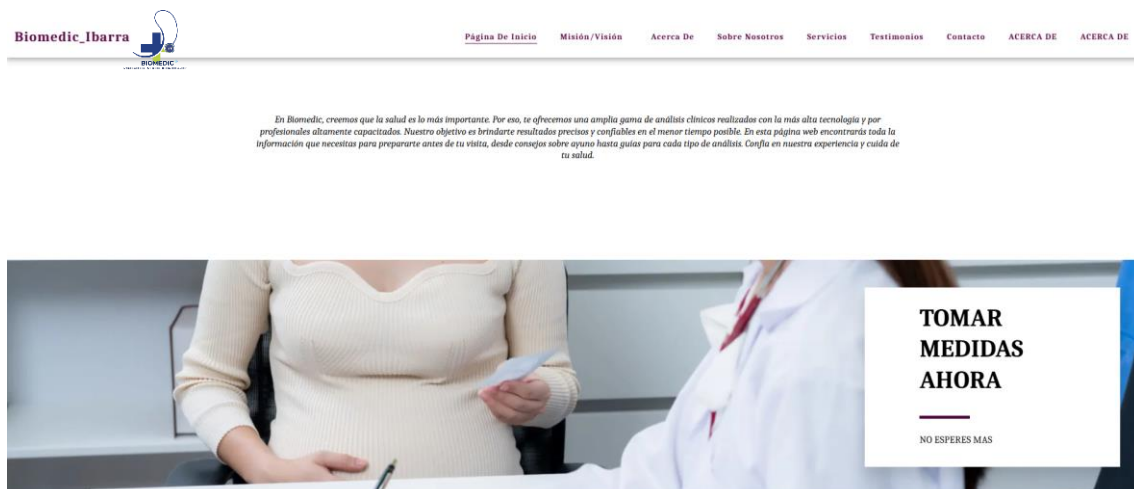 Biomedic_Ibarra
BIOMEDIC
Página De Inicio
Misión/Visión
Acerca De
Sobre Nosotros
Servicios
Testimonios
Contacto
ACERCA DE
ACERCA DE
En Biomedic, creemos que la salud es lo más importante. Por eso, te ofrecemos una amplia gama de análisis clínicos realizados con la más alta tecnología y por
profesionales altamente capacitados. Nuestro objetivo es brindarte resultados precisos y confiables en el menor tiempo posible. En esta página web encontrarás toda la
información que necesitas para prepararte antes de tu visita, desde consejos sobre ayuno hasta guías para cada tipo de análisis. Confía en nuestra experiencia y cuida de
tu salud.
TOMAR
MEDIDAS
AHORA
NO ESPERES MAS